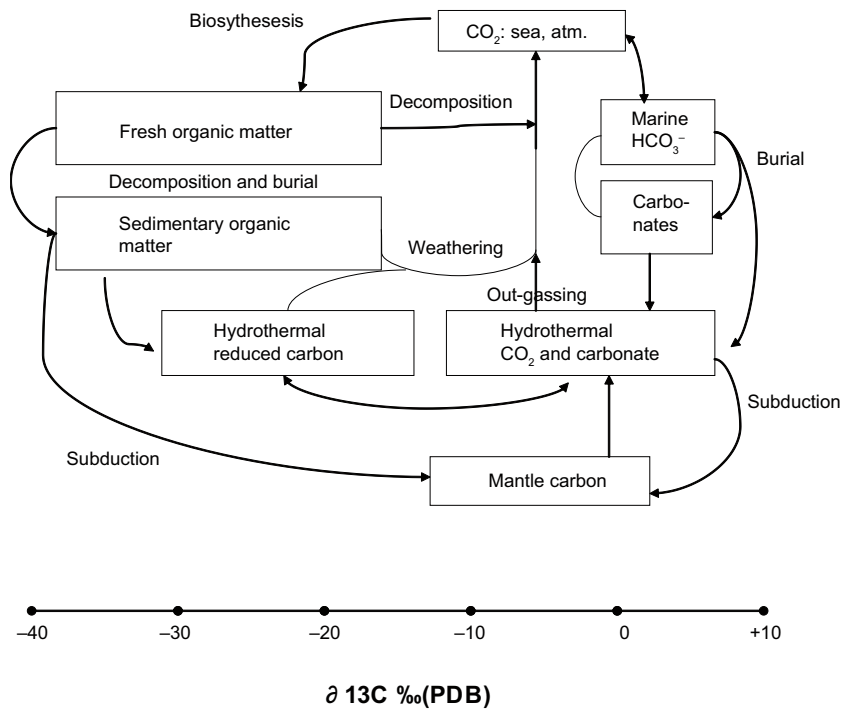 Biosythesesis
CO₂: sea, atm.
Decomposition
Fresh organic matter
Marine
HCO₃⁻
Burial
Decomposition and burial
Sedimentary organic
matter
Carbo-
nates
Weathering
Out-gassing
Hydrothermal
reduced carbon
Hydrothermal
CO₂ and carbonate
Subduction
Subduction
Mantle carbon
–40 –30 –20 –10 0 +10
∂ 13C ‰(PDB)